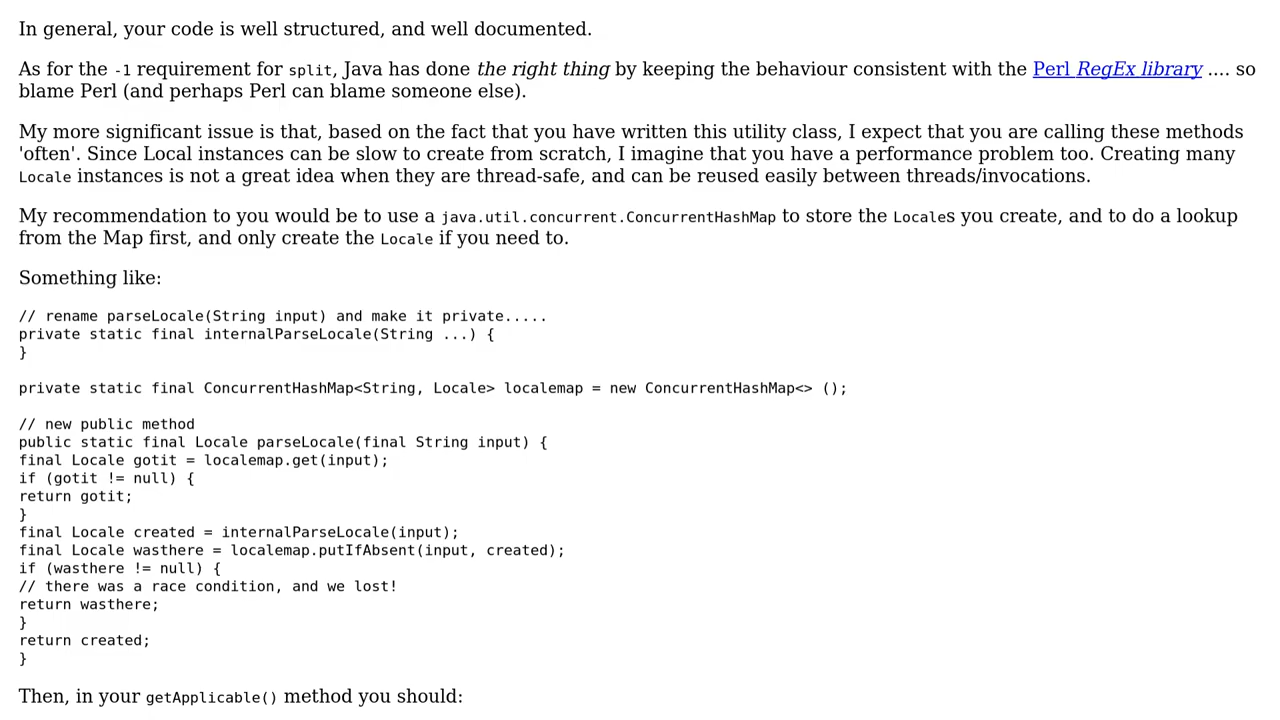 In general, your code is well structured, and well documented.
As for the -1 requirement for split, Java has done the right thing by keeping the behaviour consistent with the Perl RegEx library .... so
blame Perl (and perhaps Perl can blame someone else).
My more significant issue is that, based on the fact that you have written this utility class, I expect that you are calling these methods
'often'. Since Local instances can be slow to create from scratch, I imagine that you have a performance problem too. Creating many
Locale instances is not a great idea when they are thread-safe, and can be reused easily between threads/invocations.
My recommendation to you would be to use a java.util.concurrent.ConcurrentHashMap to store the Locales you create, and to do a lookup
from the Map first, and only create the Locale if you need to.
Something like:
// rename parseLocale(String input) and make it private.....
private static final internalParseLocale(String ...) {
}
private static final ConcurrentHashMap<String, Locale> localemap = new ConcurrentHashMap<> ();
// new public method
public static final Locale parseLocale(final String input) {
final Locale gotit = localemap.get(input);
if (gotit != null) {
return gotit;
}
final Locale created = internalParseLocale(input);
final Locale wasthere = localemap.putIfAbsent(input, created);
if (wasthere != null) {
// there was a race condition, and we lost!
return wasthere;
}
return created;
}
Then, in your getApplicable() method you should: